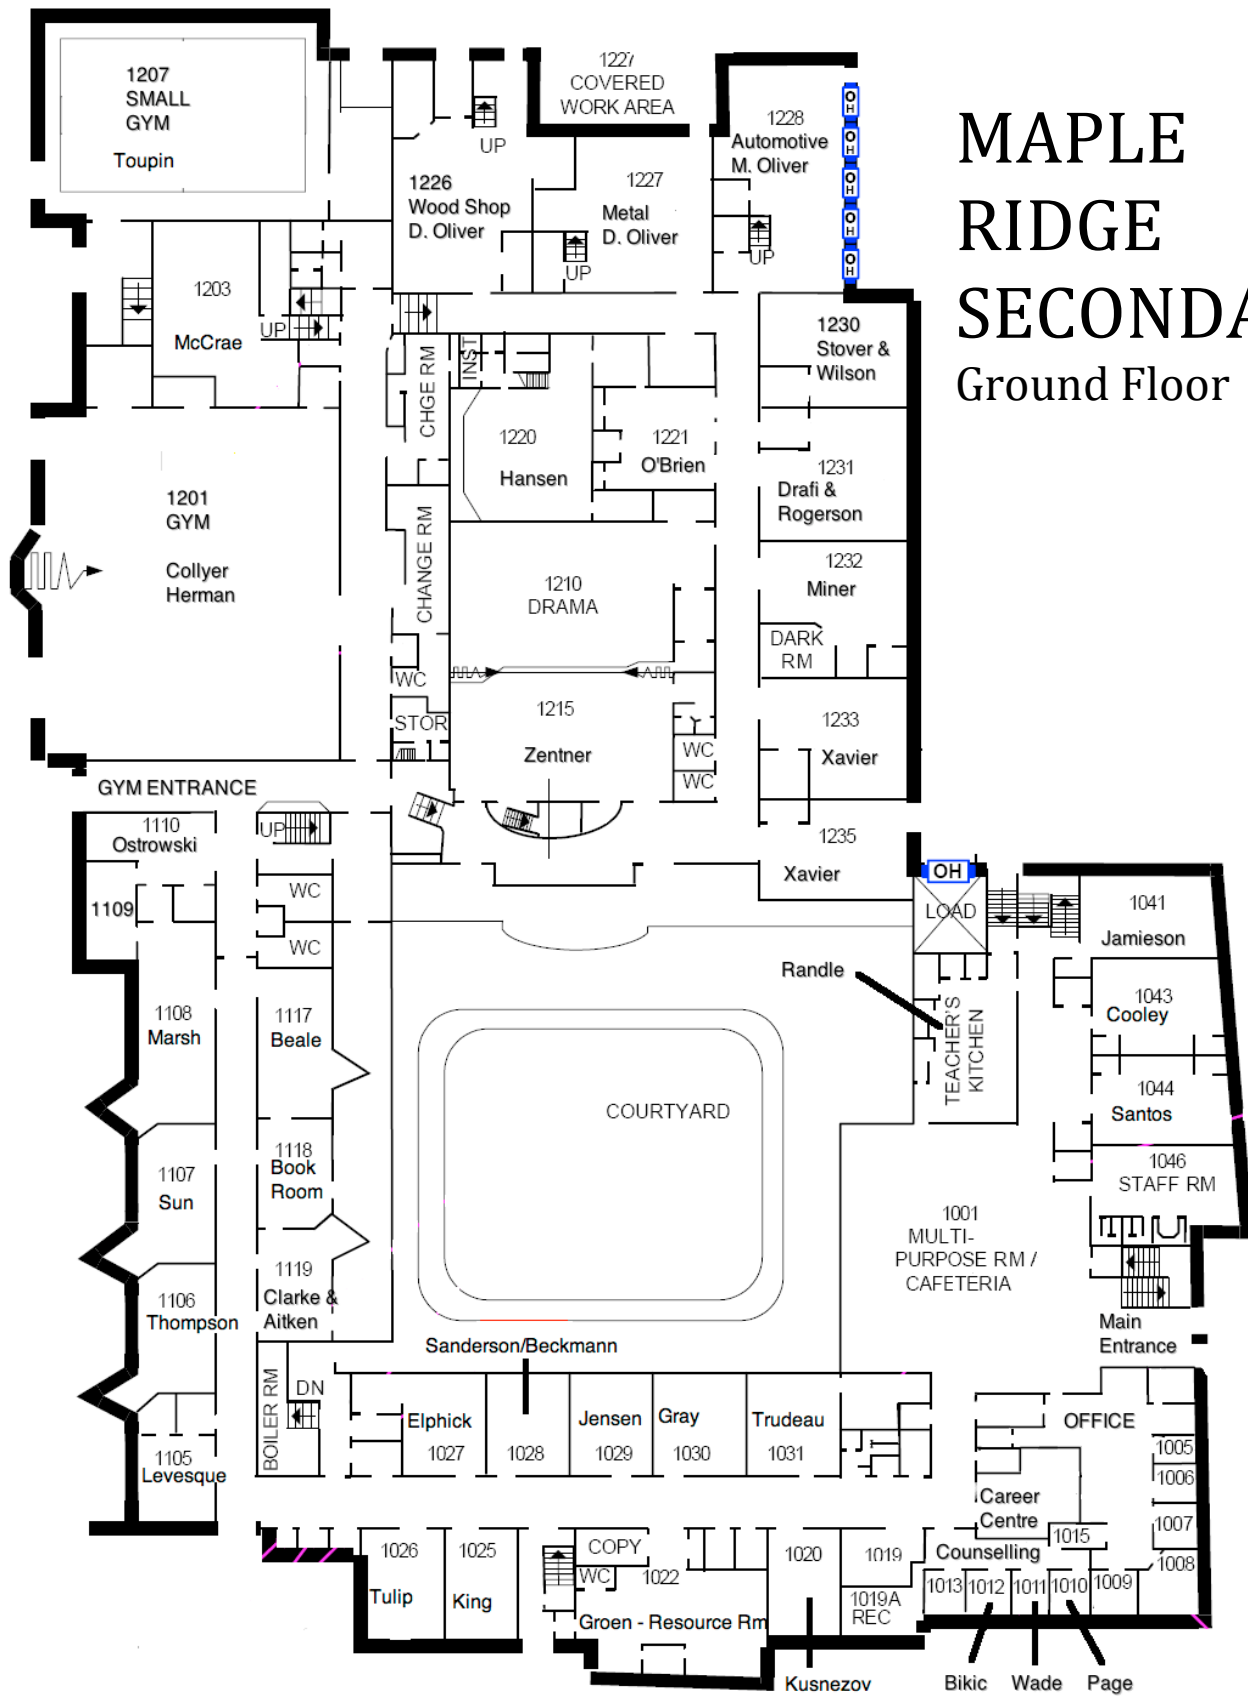 MAPLE
RIDGE
SECONDA
Ground Floor
1207
SMALL
GYM
Toupin
1227
COVERED
WORK AREA
1228
Automotive
M. Oliver
OH
OH
OH
OH
OH
UP
1226
Wood Shop
D. Oliver
1227
Metal
D. Oliver
UP
UP
1203
McCrae
UP
1230
Stover &
Wilson
CHGE RM
INST
1220
Hansen
1221
O'Brien
1231
Drafi &
Rogerson
1201
GYM
Collyer
Herman
CHANGE RM
1210
DRAMA
1232
Miner
DARK
RM
WC
STOR
1215
Zentner
WC
WC
1233
Xavier
GYM ENTRANCE
1110
Ostrowski
UP
1235
Xavier
OH
LOAD
1109
WC
WC
1041
Jamieson
Randle
TEACHER'S
KITCHEN
1043
Cooley
1108
Marsh
1117
Beale
COURTYARD
1044
Santos
1107
Sun
1118
Book
Room
1046
STAFF RM
1001
MULTI-
PURPOSE RM /
CAFETERIA
1106
Thompson
1119
Clarke &
Aitken
Main
Entrance
Sanderson/Beckmann
BOILER RM
DN
Elphick
1027
1028
Jensen
1029
Gray
1030
Trudeau
1031
OFFICE
1005
1006
1007
1008
1105
Levesque
Career
Centre
1015
Counselling
1026
Tulip
1025
King
COPY
WC
1022
Groen - Resource Rm
1020
1019
1019A
REC
1013
1012
1011
1010
1009
Kusnezov
Bikic
Wade
Page